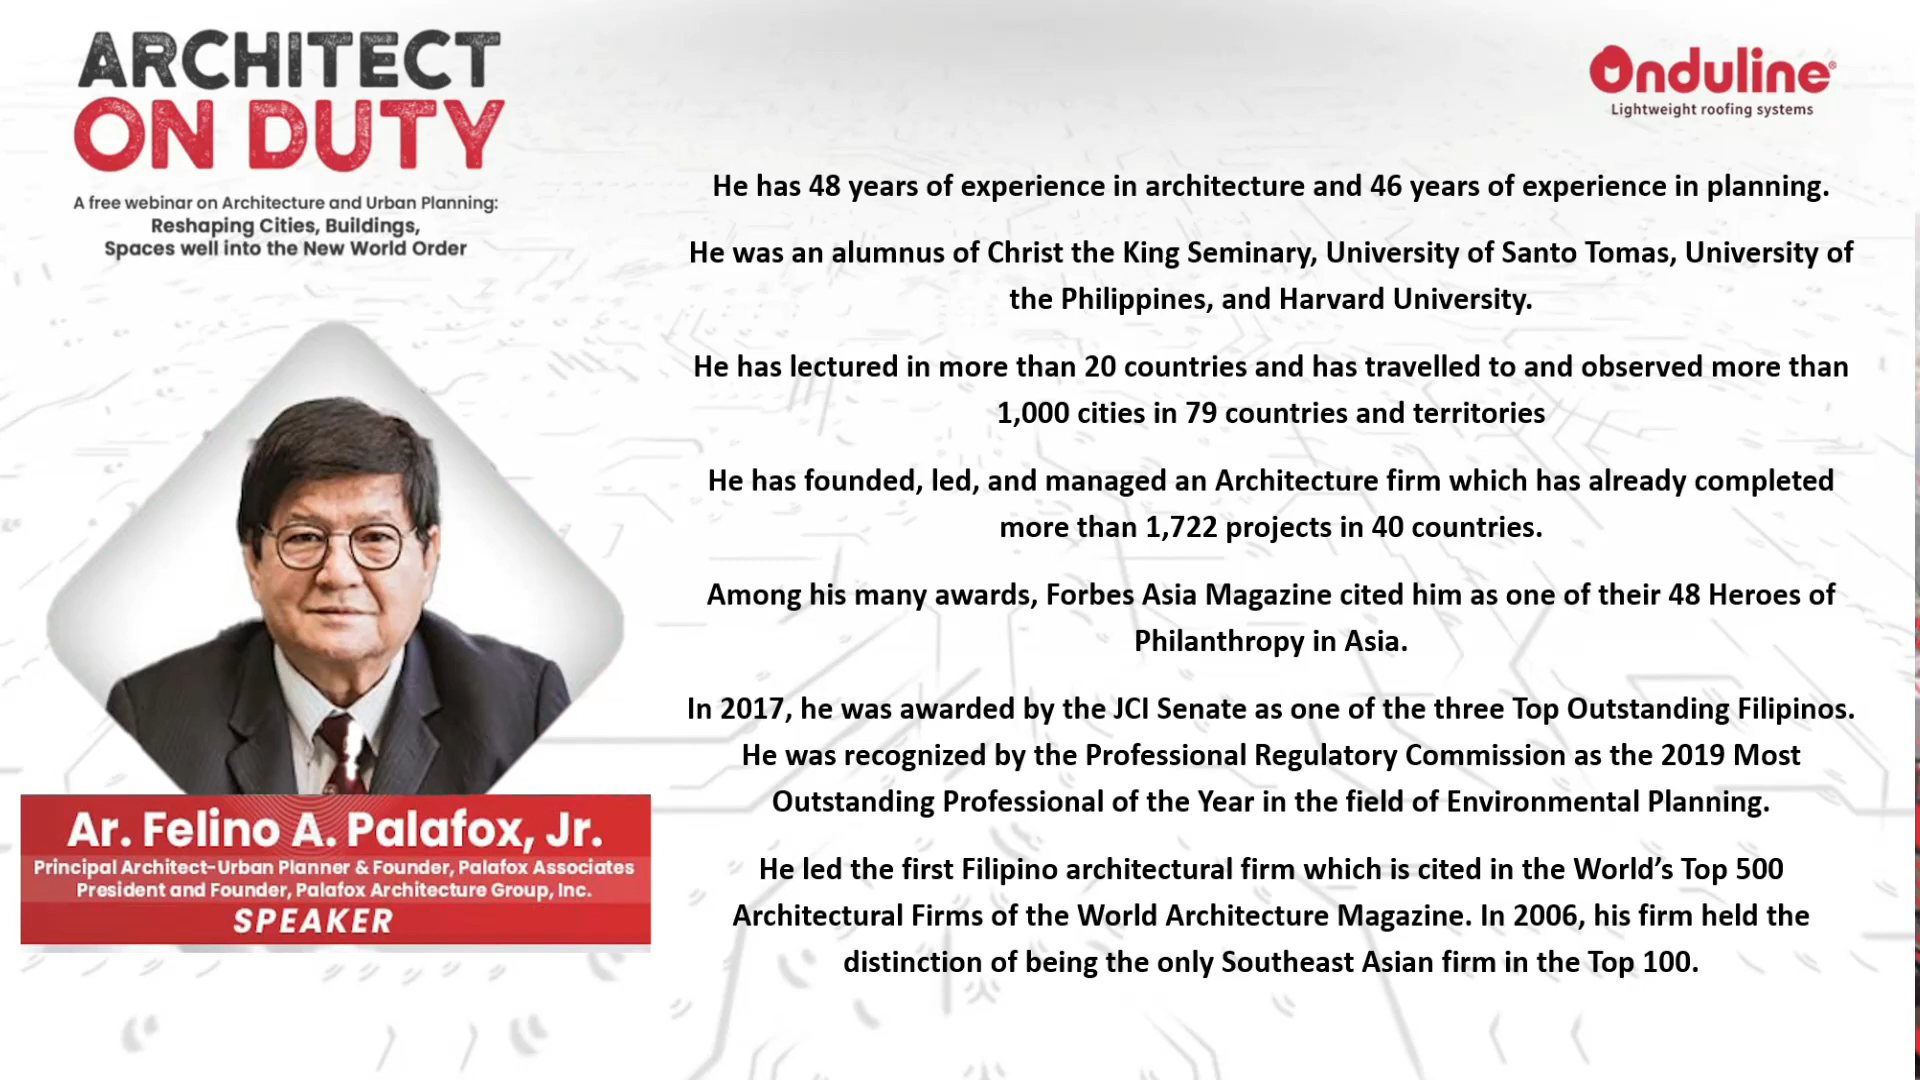 ARCHITECT
ON DUTY
A free webinar on Architecture and Urban Planning:
Reshaping Cities, Buildings,
Spaces well into the New World Order
Onduline®
Lightweight roofing systems
He has 48 years of experience in architecture and 46 years of experience in planning.
He was an alumnus of Christ the King Seminary, University of Santo Tomas, University of
the Philippines, and Harvard University.
He has lectured in more than 20 countries and has travelled to and observed more than
1,000 cities in 79 countries and territories
He has founded, led, and managed an Architecture firm which has already completed
more than 1,722 projects in 40 countries.
Among his many awards, Forbes Asia Magazine cited him as one of their 48 Heroes of
Philanthropy in Asia.
In 2017, he was awarded by the JCI Senate as one of the three Top Outstanding Filipinos.
He was recognized by the Professional Regulatory Commission as the 2019 Most
Outstanding Professional of the Year in the field of Environmental Planning.
He led the first Filipino architectural firm which is cited in the World’s Top 500
Architectural Firms of the World Architecture Magazine. In 2006, his firm held the
distinction of being the only Southeast Asian firm in the Top 100.
Ar. Felino A. Palafox, Jr.
Principal Architect-Urban Planner & Founder, Palafox Associates
President and Founder, Palafox Architecture Group, Inc.
SPEAKER